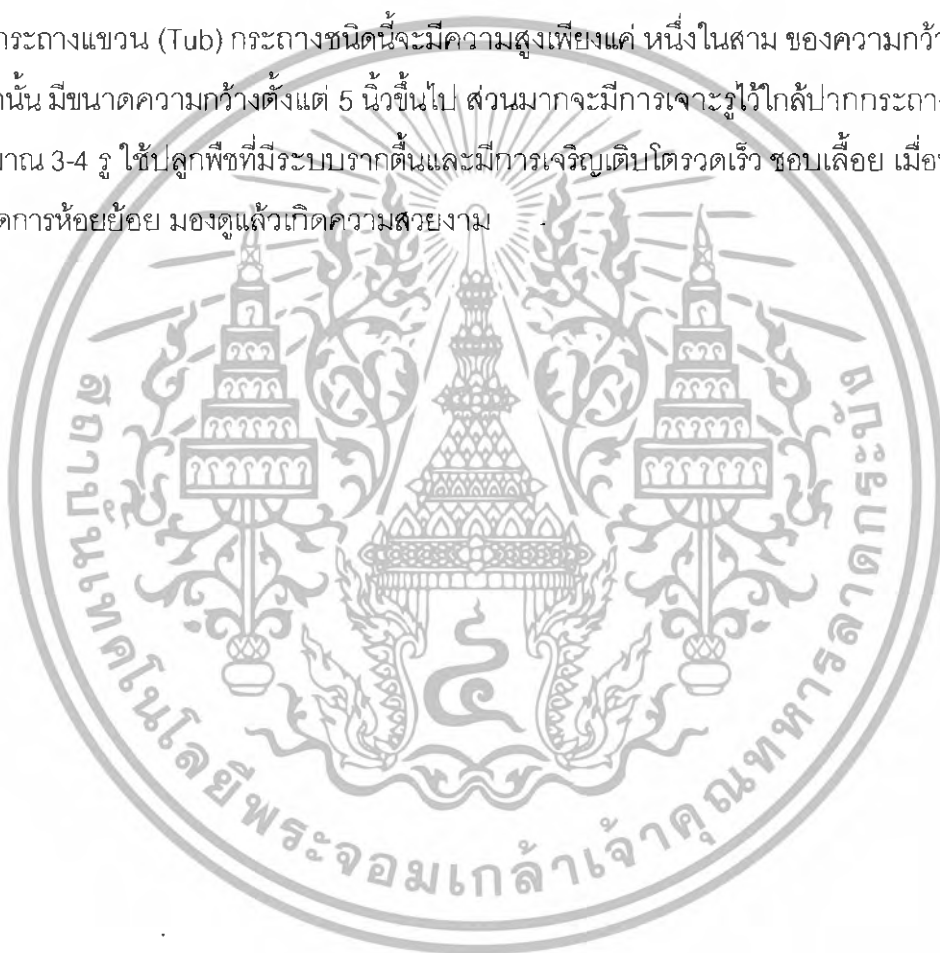 กระถางแขวน (Tub) กระถางชนิดนี้จะมีความสูงเพียงแค่ หนึ่งในสาม ของความกว้า
านั้น มีขนาดความกว้างตั้งแต่ 5 นิ้วขึ้นไป ส่วนมากจะมีการเจาะรูไว้ใกล้ปากกระถา
มาณ 3-4 รู ใช้ปลูกพืชที่มีระบบรากตื้นและมีการเจริญเติบโตรวดเร็ว ชอบเลื้อย เมื่อ
ดการห้อยย้อย มองดูแล้วเกิดความสวยงาม
สถาบันเทคโนโลยีพระจอมเกล้าเจ้าคุณทหารลาดกระบัง
๔